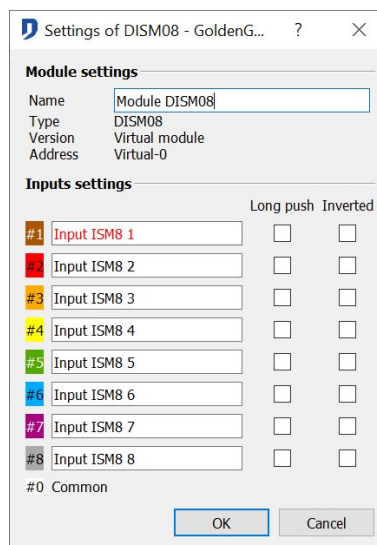 Settings of DISM08 - GoldenG... ?
Module settings
Name Module DISM08
Type DISM08
Version Virtual module
Address Virtual-0
Inputs settings
Long push Inverted
#1 Input ISM8 1
#2 Input ISM8 2
#3 Input ISM8 3
#4 Input ISM8 4
#5 Input ISM8 5
#6 Input ISM8 6
#7 Input ISM8 7
#8 Input ISM8 8
#0 Common
OK Cancel